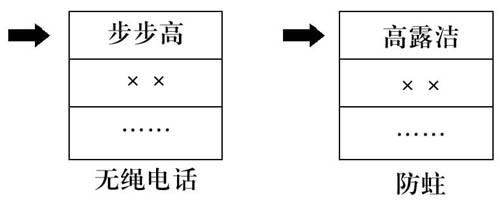 步步高
× ×
……
无绳电话
高露洁
× ×
……
防蛀